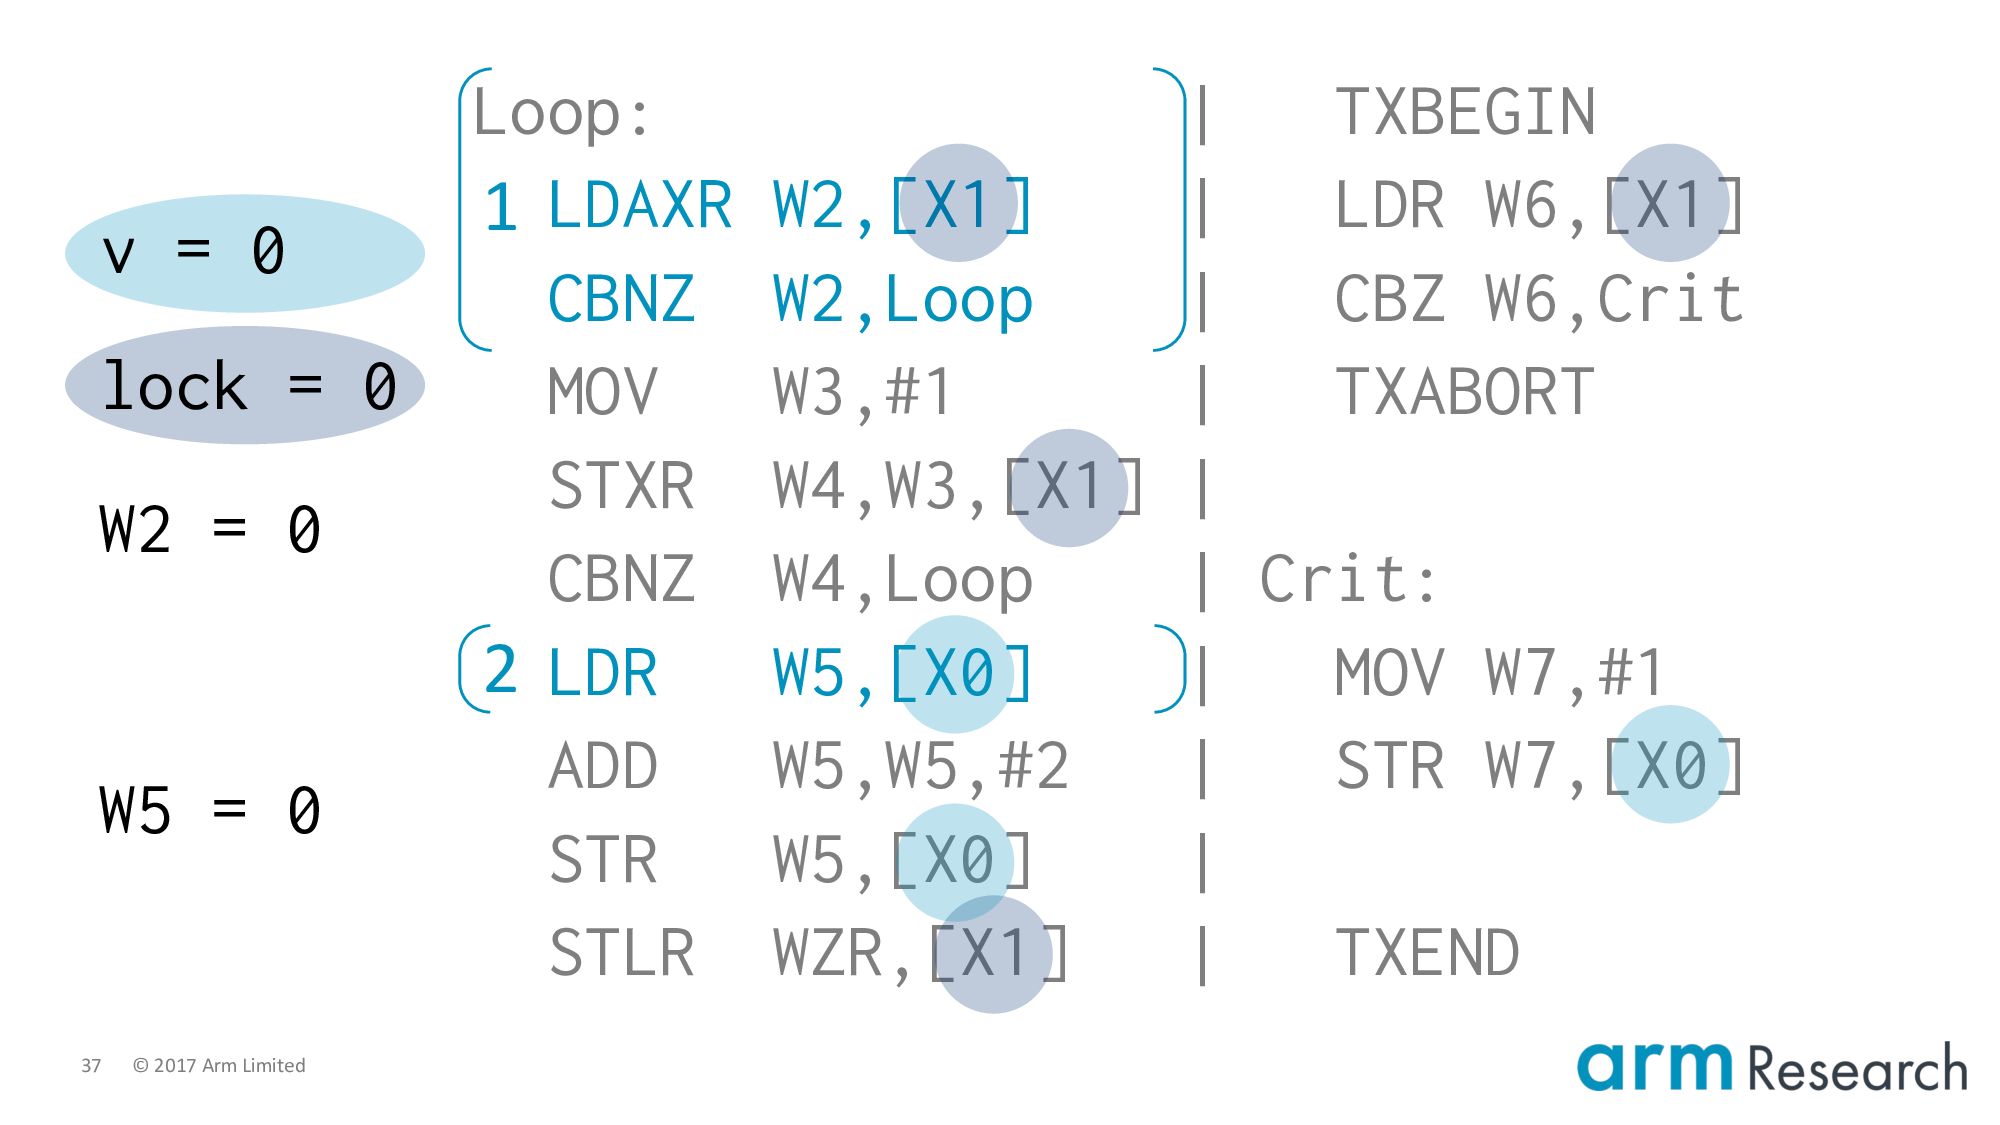 v = 0
lock = 0
W2 = 0
W5 = 0
Loop: | TXBEGIN
1 LDAXR W2,[X1] | LDR W6,[X1]
CBNZ W2,Loop | CBZ W6,Crit
MOV W3,#1 | TXABORT
STXR W4,W3,[X1] |
CBNZ W4,Loop | Crit:
2 LDR W5,[X0] | MOV W7,#1
ADD W5,W5,#2 | STR W7,[X0]
STR W5,[X0] |
STLR WZR,[X1] | TXEND
37 © 2017 Arm Limited
arm Research